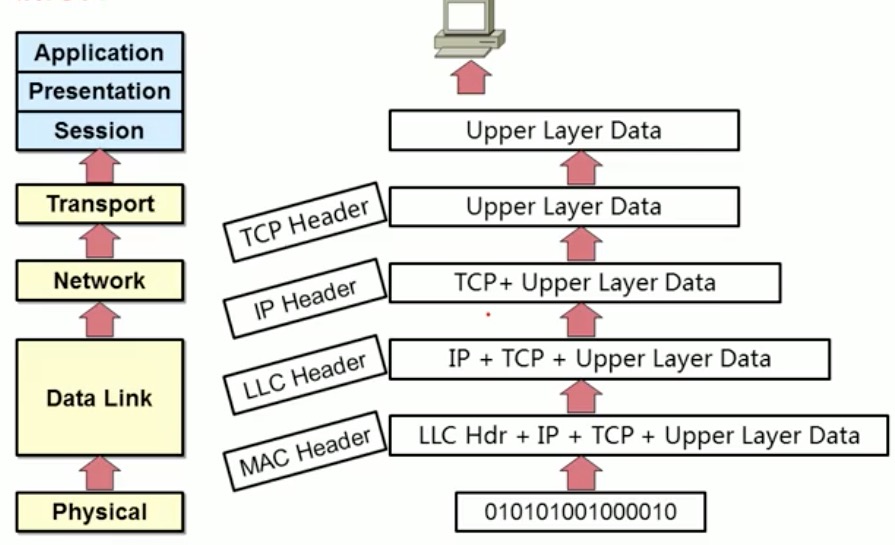 Application
Presentation
Session
Transport
Network
Data Link
Physical
Upper Layer Data
TCP Header
Upper Layer Data
IP Header
TCP+ Upper Layer Data
LLC Header
IP + TCP + Upper Layer Data
MAC Header
LLC Hdr + IP + TCP + Upper Layer Data
010101001000010